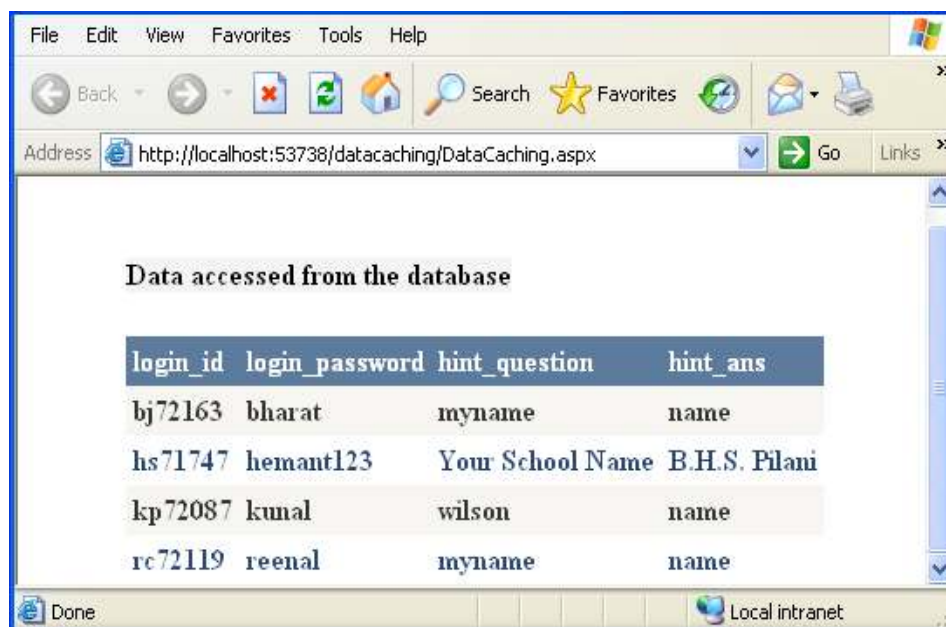 File Edit View Favorites Tools Help
Back Search Favorites
Address http://localhost:53738/datacaching/DataCaching.aspx Go Links
Data accessed from the database
login_id login_password hint_question hint_ans
bj72163 bharat myname name
hs71747 hemant123 Your School Name B.H.S. Pilani
kp72087 kunal wilson name
rc72119 reenal myname name
Done Local intranet